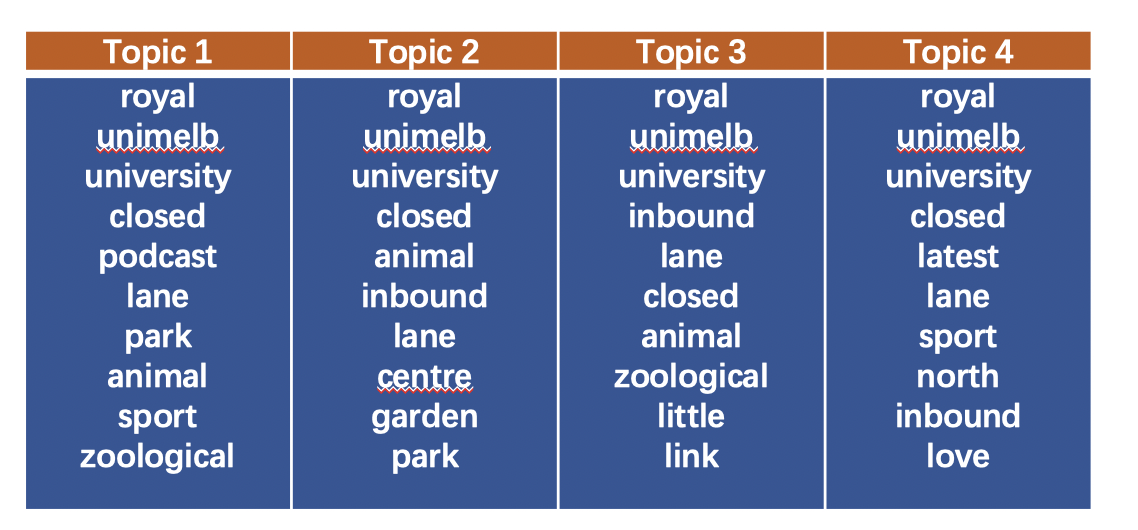 Topic 1 Topic 2 Topic 3 Topic 4
royal royal royal royal
unimelb unimelb unimelb unimelb
university university university university
closed closed inbound closed
podcast animal lane latest
lane inbound closed lane
park lane animal sport
animal centre zoological north
sport garden little inbound
zoological park link love